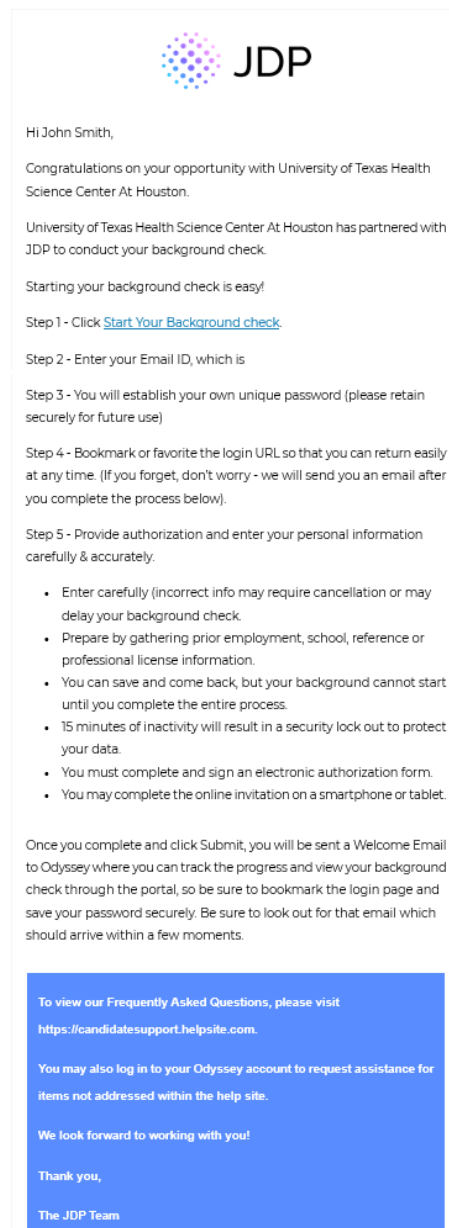 JDP
Hi John Smith,
Congratulations on your opportunity with University of Texas Health
Science Center At Houston.
University of Texas Health Science Center At Houston has partnered with
JDP to conduct your background check.
Starting your background check is easy!
Step 1 - Click Start Your Background check.
Step 2 - Enter your Email ID, which is
Step 3 - You will establish your own unique password (please retain
securely for future use)
Step 4 - Bookmark or favorite the login URL so that you can return easily
at any time. (If you forget, don't worry - we will send you an email after
you complete the process below).
Step 5 - Provide authorization and enter your personal information
carefully & accurately.
• Enter carefully (incorrect info may require cancellation or may
delay your background check.
• Prepare by gathering prior employment, school, reference or
professional license information.
• You can save and come back, but your background cannot start
until you complete the entire process.
• 15 minutes of inactivity will result in a security lock out to protect
your data.
• You must complete and sign an electronic authorization form.
• You may complete the online invitation on a smartphone or tablet.
Once you complete and click Submit, you will be sent a Welcome Email
to Odyssey where you can track the progress and view your background
check through the portal, so be sure to bookmark the login page and
save your password securely. Be sure to look out for that email which
should arrive within a few moments.
To view our Frequently Asked Questions, please visit
https://candidatesupport.helpsite.com.
You may also log in to your Odyssey account to request assistance for
items not addressed within the help site.
We look forward to working with you!
Thank you,
The JDP Team